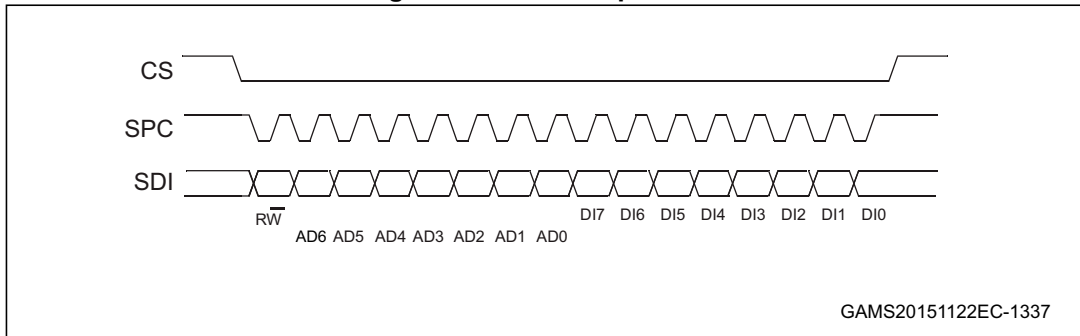 CS
SPC
SDI
RW
DI7 DI6 DI5 DI4 DI3 DI2 DI1 DI0
AD6 AD5 AD4 AD3 AD2 AD1 AD0
GAMS20151122EC-1337